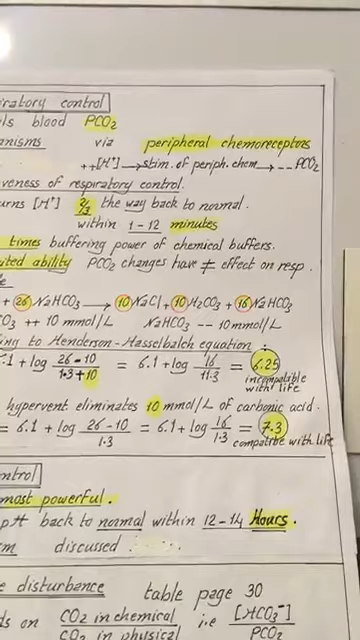 iratory control
ls blood PCO2
anisms via peripheral chemoreceptors
++[H+] → stim. of periph. chem → -- PCO2
veness of respiratory control.
urns [H+] 2/3 the way back to normal.
within 1-12 minutes
times buffering power of chemical buffers.
ited ability PCO2 changes have ≠ effect on resp.
+ 26 NaHCO3 → 10 NaCl + 10 H2CO3 + 16 NaHCO3
CO3 ++ 10 mmol/L NaHCO3 -- 10 mmol/L
ing to Henderson-Hasselbalch equation:
6.1 + log 26-10 / 1.3+10 = 6.1 + log 16 / 11.3 = 6.25
incompatible with life
hypervent eliminates 10 mmol/L of carbonic acid.
= 6.1 + log 26-10 / 1.3 = 6.1 + log 16 / 1.3 = 7.3
compatible with life
ntrol
most powerful.
pH back to normal within 12-14 Hours.
discussed
e disturbance table page 30
ds on CO2 in chemical / CO2 in physical, i.e [HCO3-] / PCO2